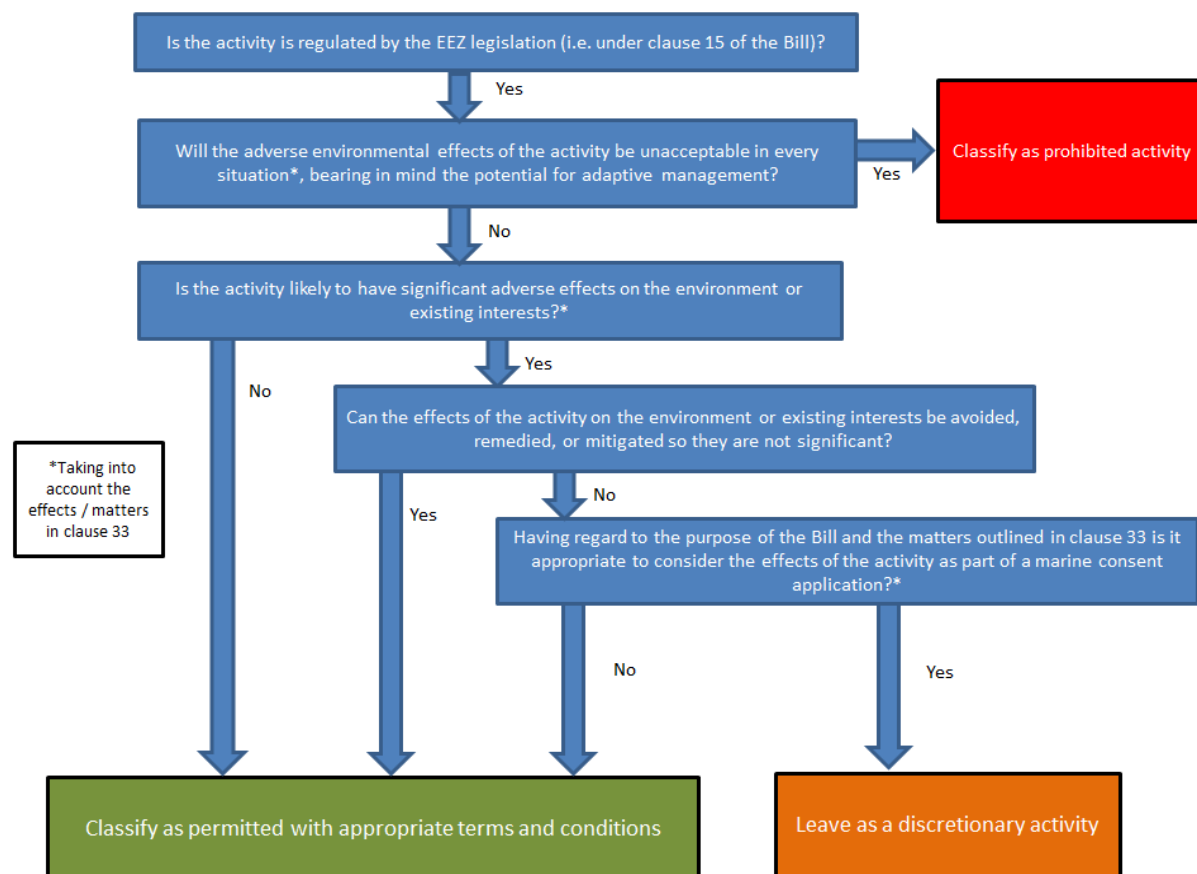 Is the activity is regulated by the EEZ legislation (i.e. under clause 15 of the Bill)?
Yes
Will the adverse environmental effects of the activity be unacceptable in every
situation*, bearing in mind the potential for adaptive management?
Yes
Classify as prohibited activity
No
Is the activity likely to have significant adverse effects on the environment or
existing interests?*
No
Yes
Can the effects of the activity on the environment or existing interests be avoided,
remedied, or mitigated so they are not significant?
*Taking into
account the
effects / matters
in clause 33
Yes
No
Having regard to the purpose of the Bill and the matters outlined in clause 33 is it
appropriate to consider the effects of the activity as part of a marine consent
application?*
No
Yes
Classify as permitted with appropriate terms and conditions
Leave as a discretionary activity